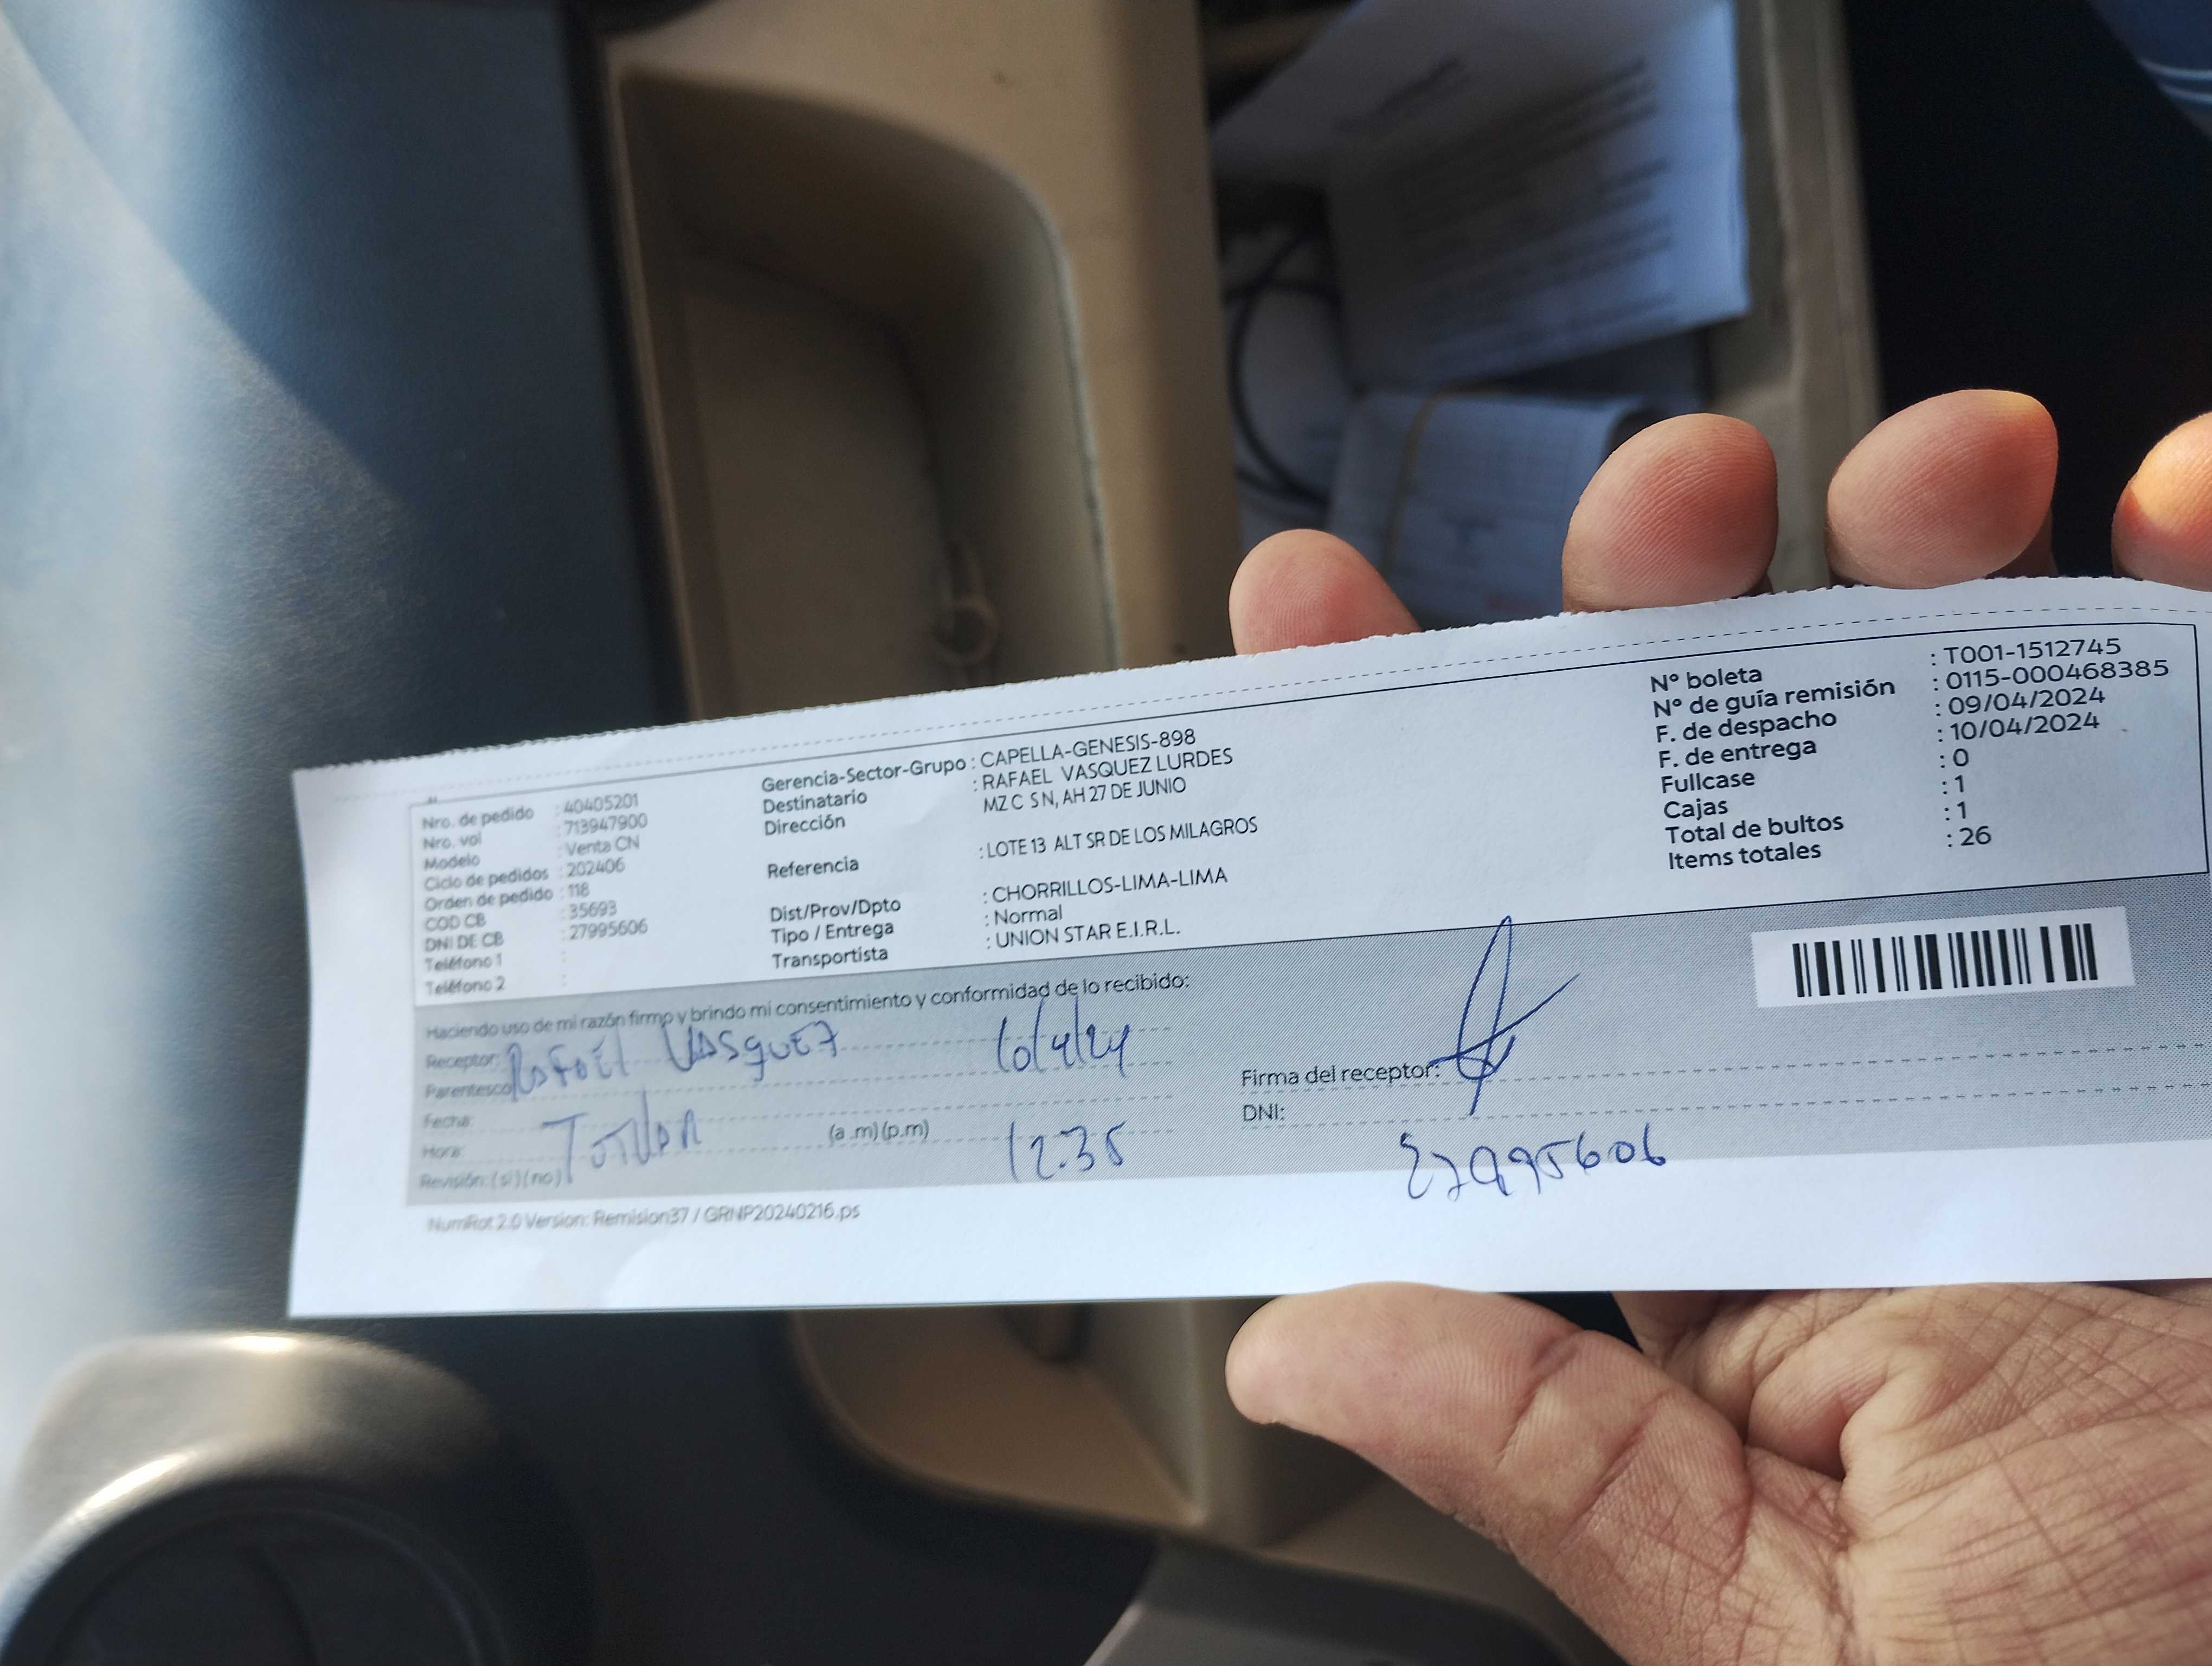 Nro. de pedido : 40405201
Nro. vol : 713947900
Modelo : Venta CN
Ciclo de pedidos : 202406
Orden de pedido : 118
COD CB : 35693
DNI DE CB : 27995606
Teléfono 1 :
Teléfono 2 :
Gerencia-Sector-Grupo : CAPELLA-GENESIS-898
Destinatario : RAFAEL VASQUEZ LURDES
Dirección MZ C S N, AH 27 DE JUNIO
Referencia : LOTE 13 ALT SR DE LOS MILAGROS
Dist/Prov/Dpto : CHORRILLOS-LIMA-LIMA
Tipo / Entrega : Normal
Transportista : UNION STAR E.I.R.L.
N° boleta : T001-1512745
N° de guía remisión : 0115-000468385
F. de despacho : 09/04/2024
F. de entrega : 10/04/2024
Fullcase : 0
Cajas : 1
Total de bultos : 1
Items totales : 26
Haciendo uso de mi razón firmo y brindo mi consentimiento y conformidad de lo recibido:
Receptor: Rafael VASquEz 10/4/24
Parentesco
Fecha:
Hora: (a .m) (p.m) 12.35
Revisión: ( si ) ( no )
Firma del receptor:
DNI:
27995606
NumRot 2.0 Version: Remision37 / GRNP20240216.ps